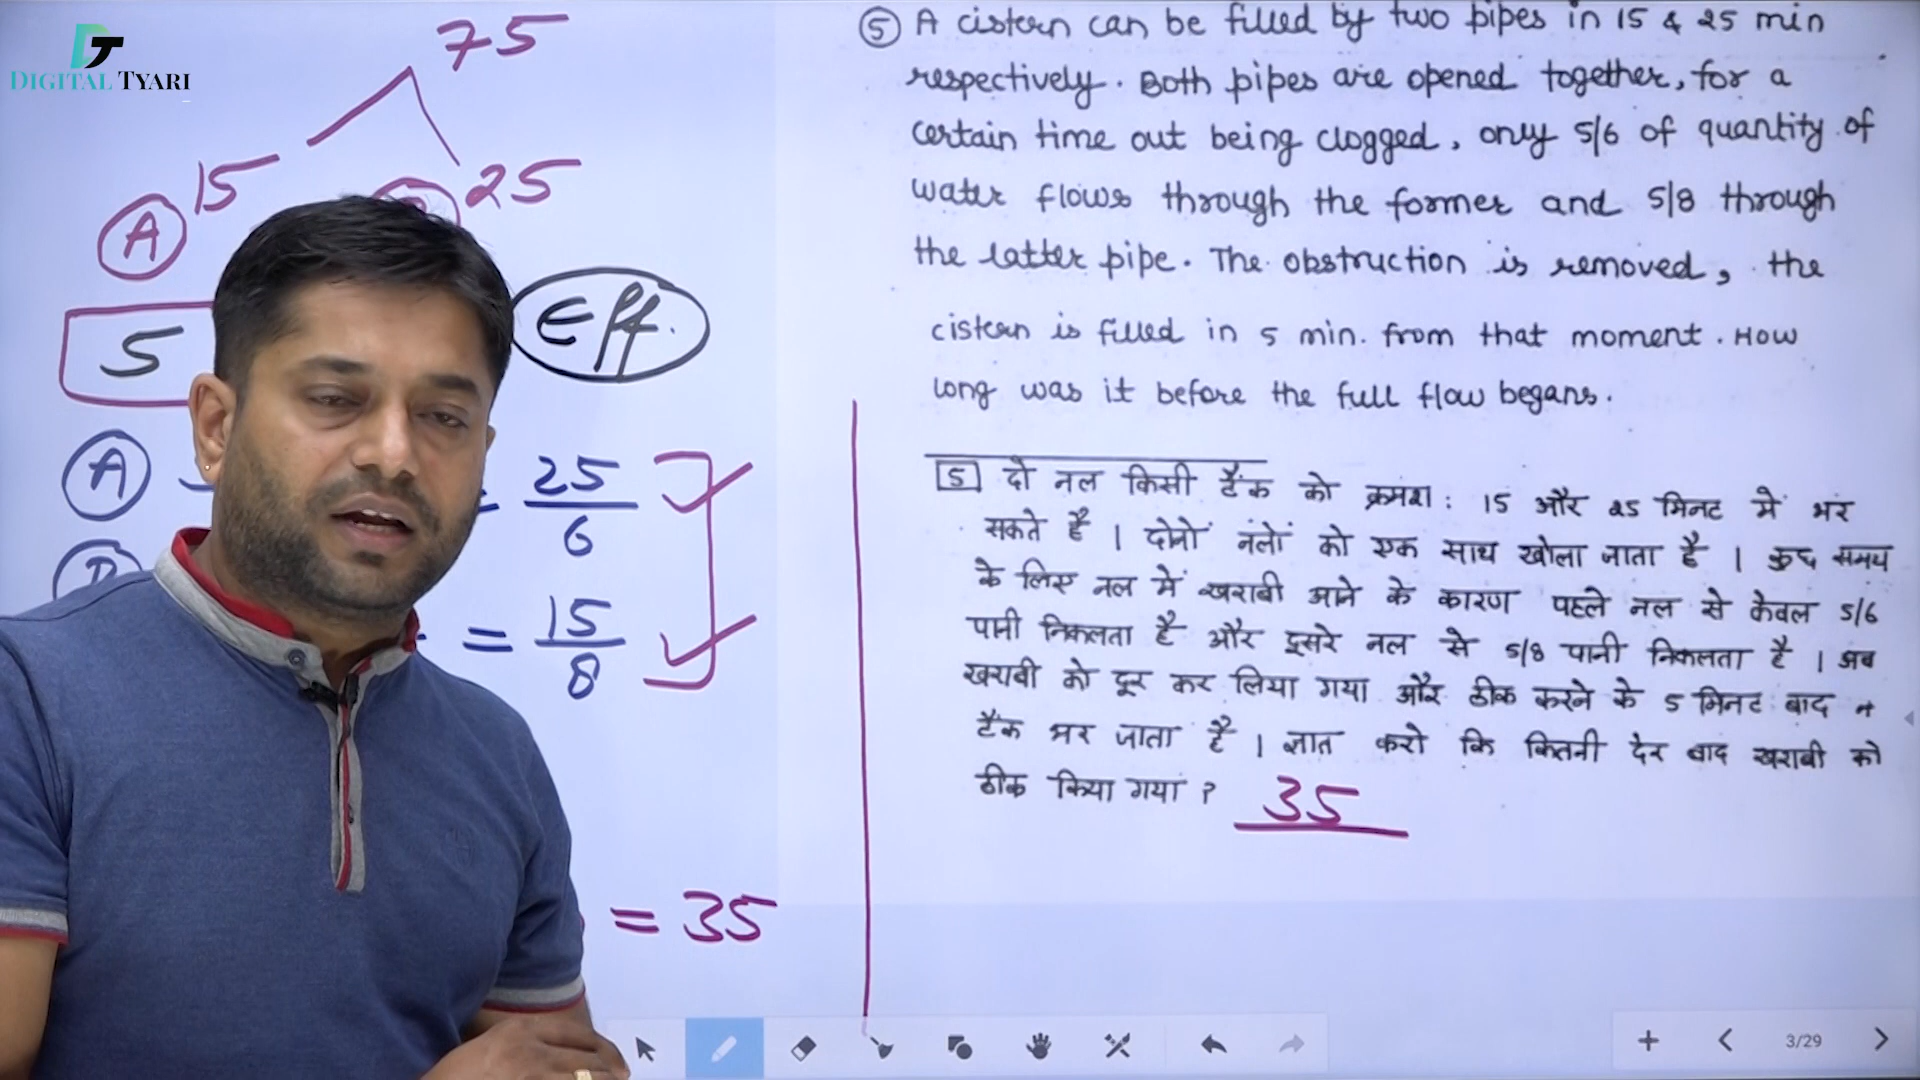 DIGITAL TYARI
75
15
25
A
5
Eff.
A
= 25/6
= 15/8
= 35
⑤ A cistern can be filled by two pipes in 15 & 25 min
respectively. Both pipes are opened together, for a
certain time out being clogged, only 5/6 of quantity of
water flows through the former and 5/8 through
the latter pipe. The obstruction is removed, the
cistern is filled in 5 min. from that moment. How
long was it before the full flow begans.
5 दो नल किसी टैंक को क्रमश: 15 और 25 मिनट में भर
सकते है । दोनों नलों को एक साथ खोला जाता है । कुछ समय
के लिए नल में खराबी आने के कारण पहले नल से केवल 5/6
पानी निकलता है और दूसरे नल से 5/8 पानी निकलता है । अब
खराबी को दूर कर लिया गया और ठीक करने के 5 मिनट बाद
टैंक भर जाता है । ज्ञात करो कि कितनी देर बाद खराबी को
ठीक किया गया ? 35
3/29